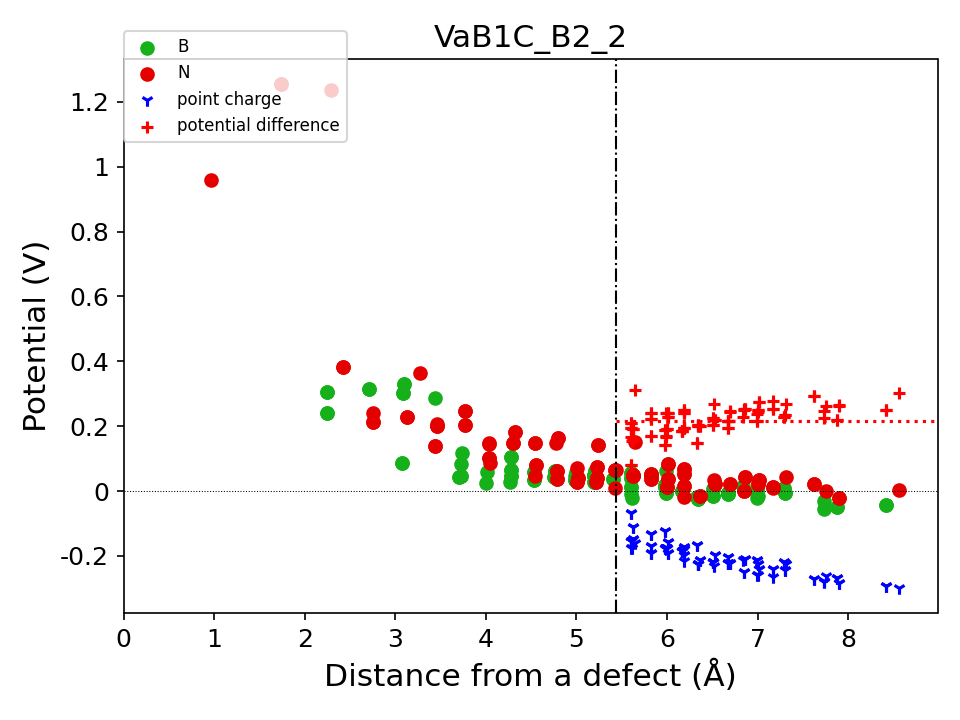 VaB1C_B2_2
B
N
point charge
potential difference
Potential (V)
1.2
1
0.8
0.6
0.4
0.2
0
-0.2
0 1 2 3 4 5 6 7 8
Distance from a defect (Å)